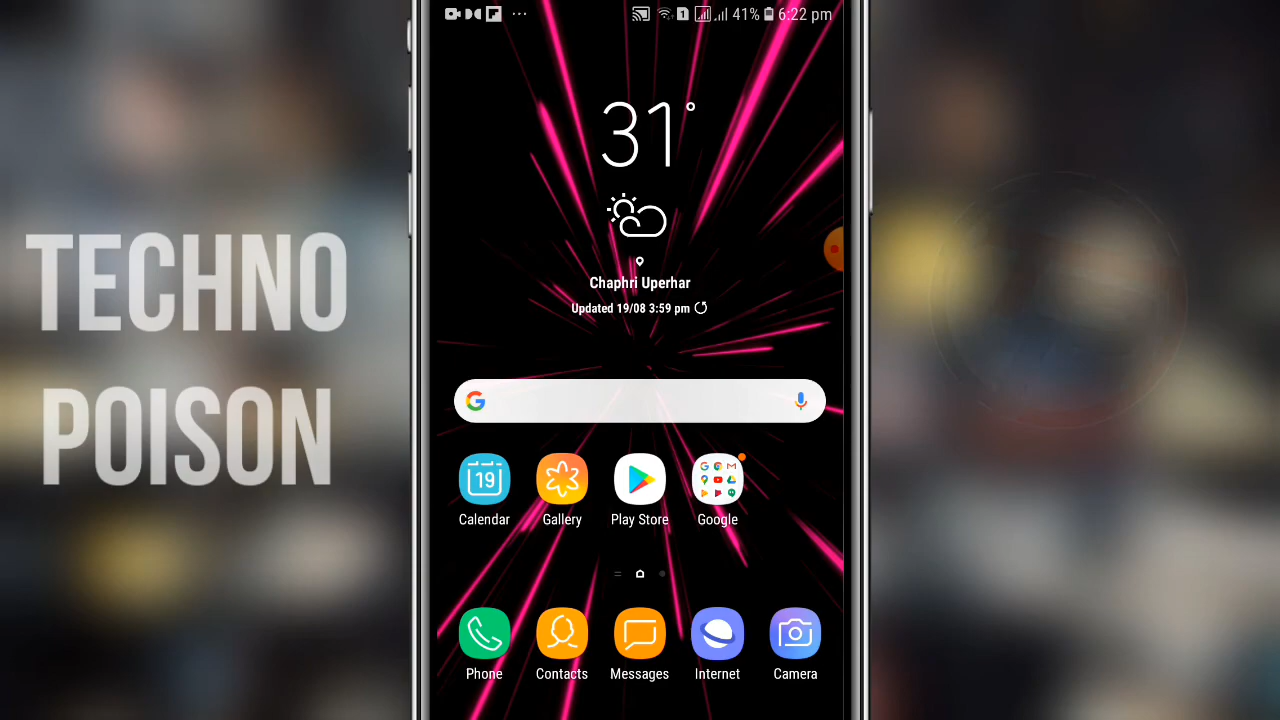 41% 6:22 pm
31°
Chaphri Uperhar
Updated 19/08 3:59 pm
TECHNO
POISON
19
Calendar Gallery Play Store Google
Phone Contacts Messages Internet Camera